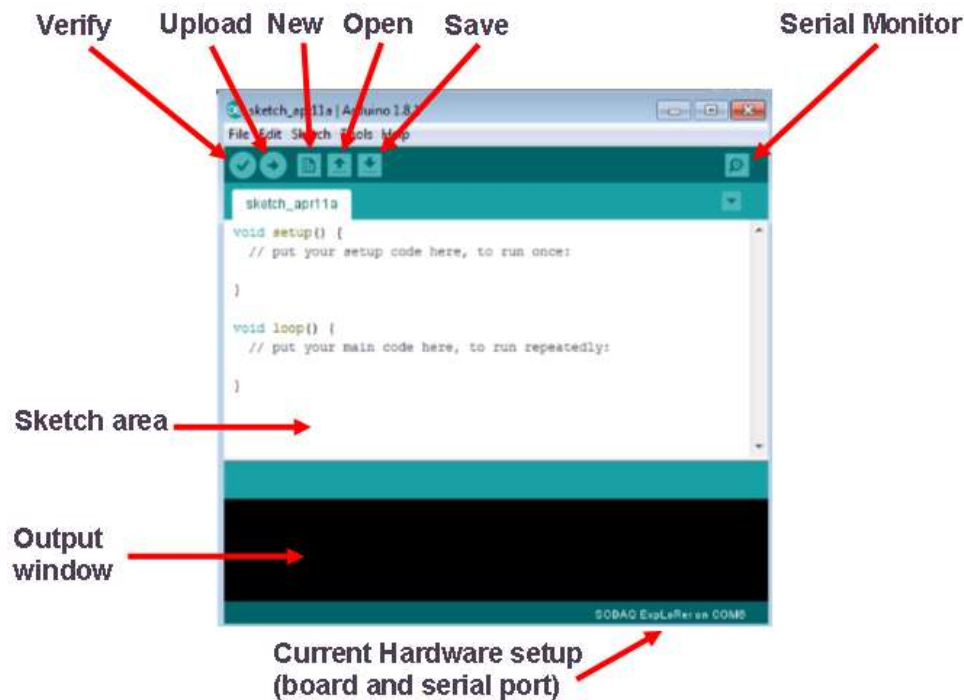 Verify Upload New Open Save Serial Monitor
sketch_apr11a | Arduino 1.8.
File Edit Sketch Tools Help
sketch_apr11a
void setup() {
// put your setup code here, to run once:
}
void loop() {
// put your main code here, to run repeatedly:
}
Sketch area
Output
window
SODAQ ExpLoRer on COM6
Current Hardware setup
(board and serial port)